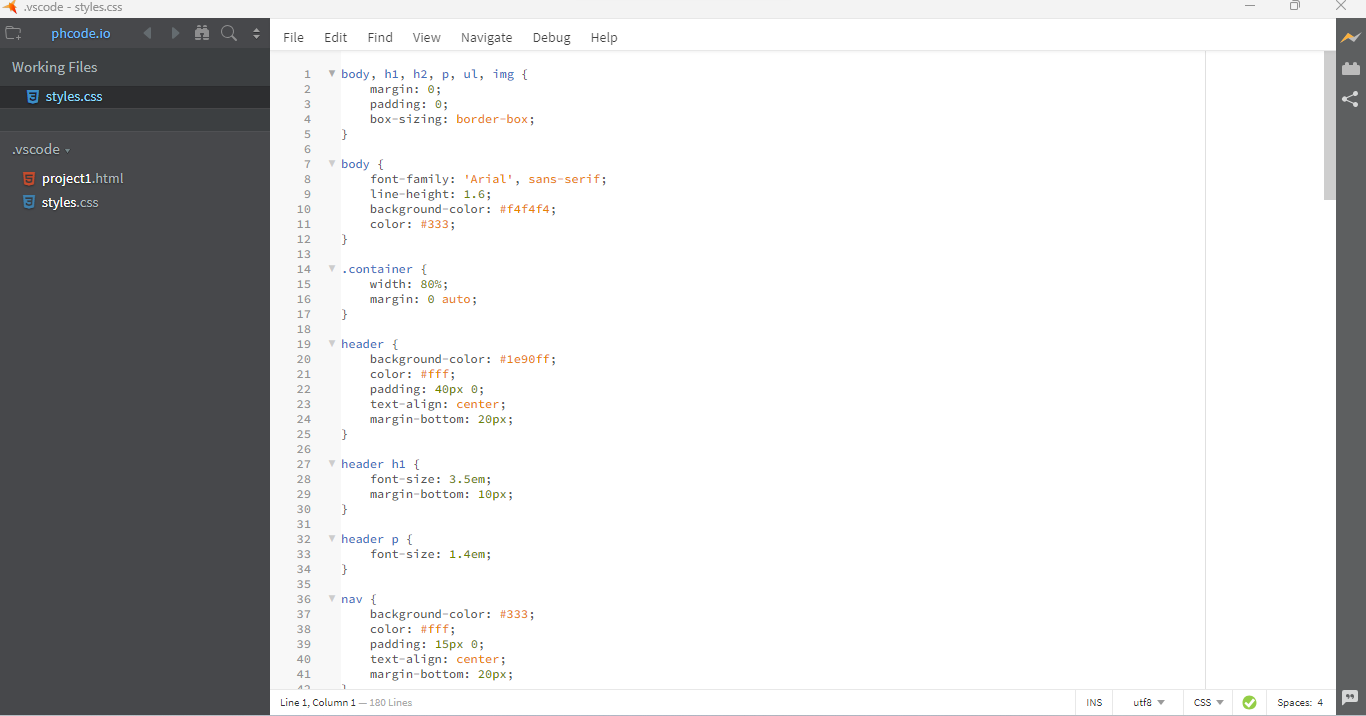 .vscode - styles.css
phcode.io
File Edit Find View Navigate Debug Help
Working Files
styles.css
.vscode
project1.html
styles.css
1 body, h1, h2, p, ul, img {
2     margin: 0;
3     padding: 0;
4     box-sizing: border-box;
5 }
6
7 body {
8     font-family: 'Arial', sans-serif;
9     line-height: 1.6;
10     background-color: #f4f4f4;
11     color: #333;
12 }
13
14 .container {
15     width: 80%;
16     margin: 0 auto;
17 }
18
19 header {
20     background-color: #1e90ff;
21     color: #fff;
22     padding: 40px 0;
23     text-align: center;
24     margin-bottom: 20px;
25 }
26
27 header h1 {
28     font-size: 3.5em;
29     margin-bottom: 10px;
30 }
31
32 header p {
33     font-size: 1.4em;
34 }
35
36 nav {
37     background-color: #333;
38     color: #fff;
39     padding: 15px 0;
40     text-align: center;
41     margin-bottom: 20px;
42 }
Line 1, Column 1 — 180 Lines
INS utf8 CSS Spaces: 4